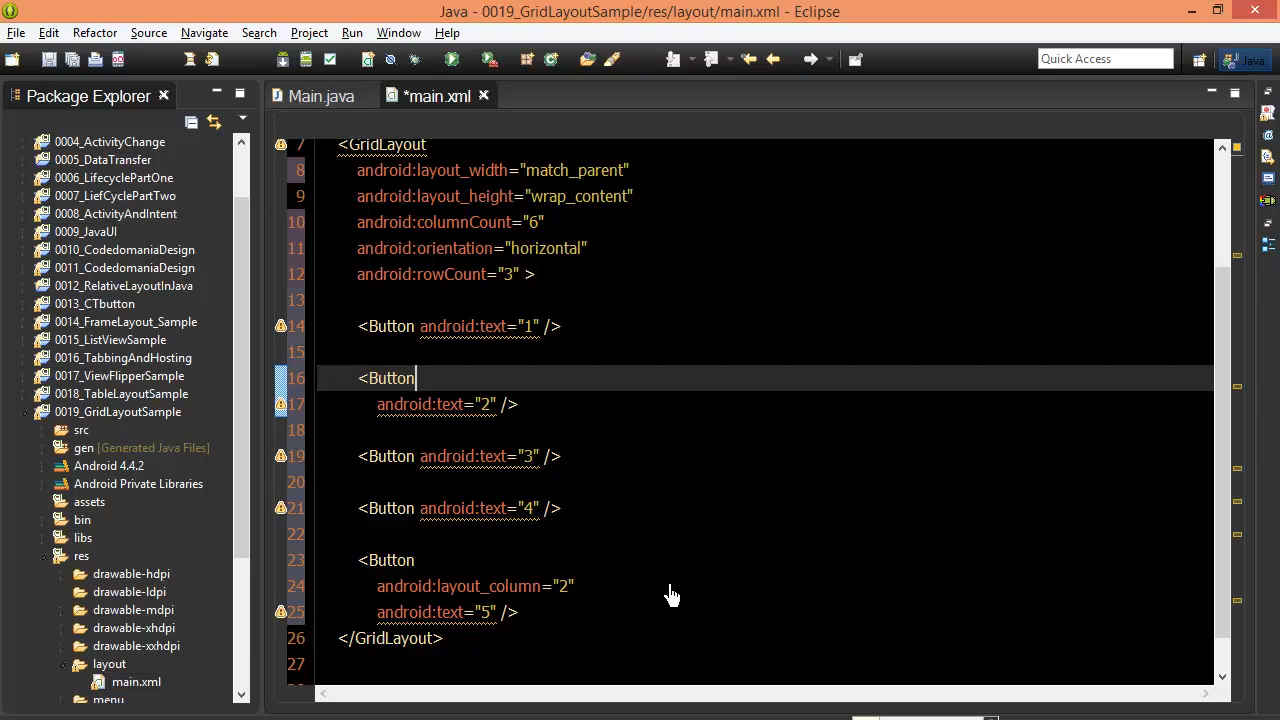 Java - 0019_GridLayoutSample/res/layout/main.xml - Eclipse
File Edit Refactor Source Navigate Search Project Run Window Help
Quick Access
Java
Package Explorer
Main.java
*main.xml
0004_ActivityChange
0005_DataTransfer
0006_LifecyclePartOne
0007_LiefCyclePartTwo
0008_ActivityAndIntent
0009_JavaUI
0010_CodedomaniaDesign
0011_CodedomaniaDesign
0012_RelativeLayoutInJava
0013_CTbutton
0014_FrameLayout_Sample
0015_ListViewSample
0016_TabbingAndHosting
0017_ViewFlipperSample
0018_TableLayoutSample
0019_GridLayoutSample
src
gen [Generated Java Files]
Android 4.4.2
Android Private Libraries
assets
bin
libs
res
drawable-hdpi
drawable-ldpi
drawable-mdpi
drawable-xhdpi
drawable-xxhdpi
layout
main.xml
menu
7 <GridLayout
8 android:layout_width="match_parent"
9 android:layout_height="wrap_content"
10 android:columnCount="6"
11 android:orientation="horizontal"
12 android:rowCount="3" >
13
14 <Button android:text="1" />
15
16 <Button
17 android:text="2" />
18
19 <Button android:text="3" />
20
21 <Button android:text="4" />
22
23 <Button
24 android:layout_column="2"
25 android:text="5" />
26 </GridLayout>
27